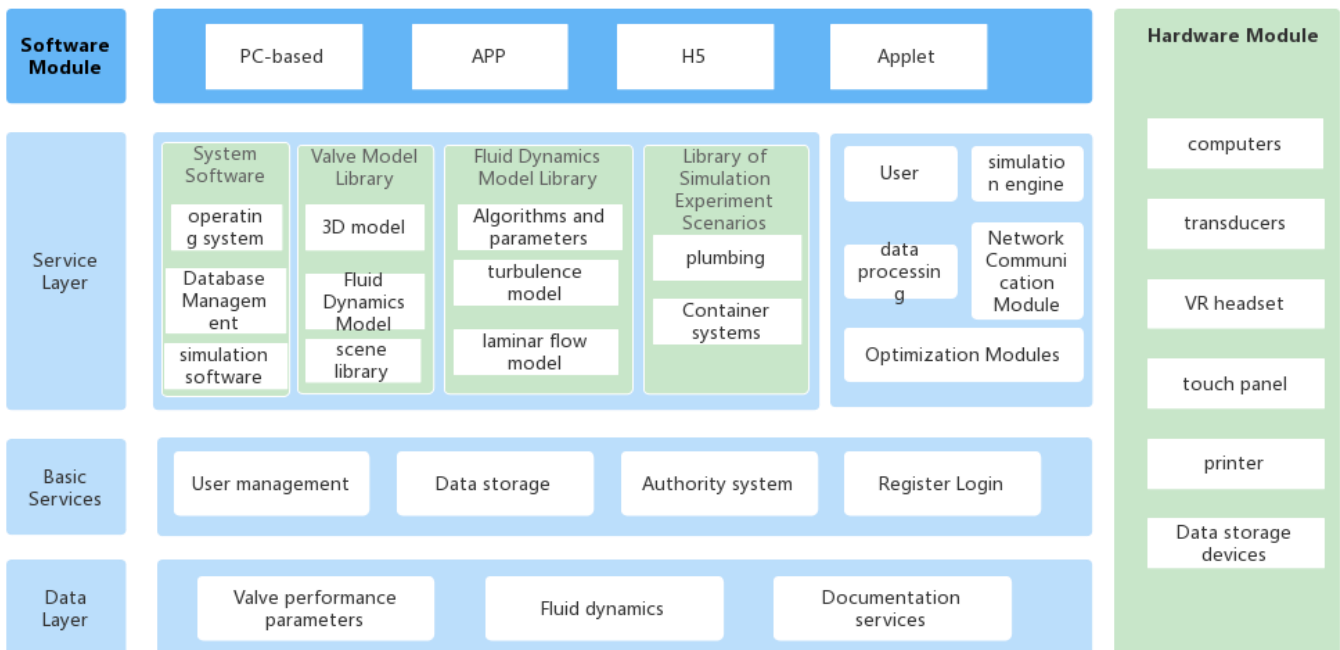 Software
Module
PC-based
APP
H5
Applet
Hardware Module
computers
transducers
VR headset
touch panel
printer
Data storage
devices
Service
Layer
System
Software
operatin
g system
Database
Managem
ent
simulation
software
Valve Model
Library
3D model
Fluid
Dynamics
Model
scene
library
Fluid Dynamics
Model Library
Algorithms and
parameters
turbulence
model
laminar flow
model
Library of
Simulation
Experiment
Scenarios
plumbing
Container
systems
User
simulatio
n engine
data
processin
g
Network
Communi
cation
Module
Optimization Modules
Basic
Services
User management
Data storage
Authority system
Register Login
Data
Layer
Valve performance
parameters
Fluid dynamics
Documentation
services